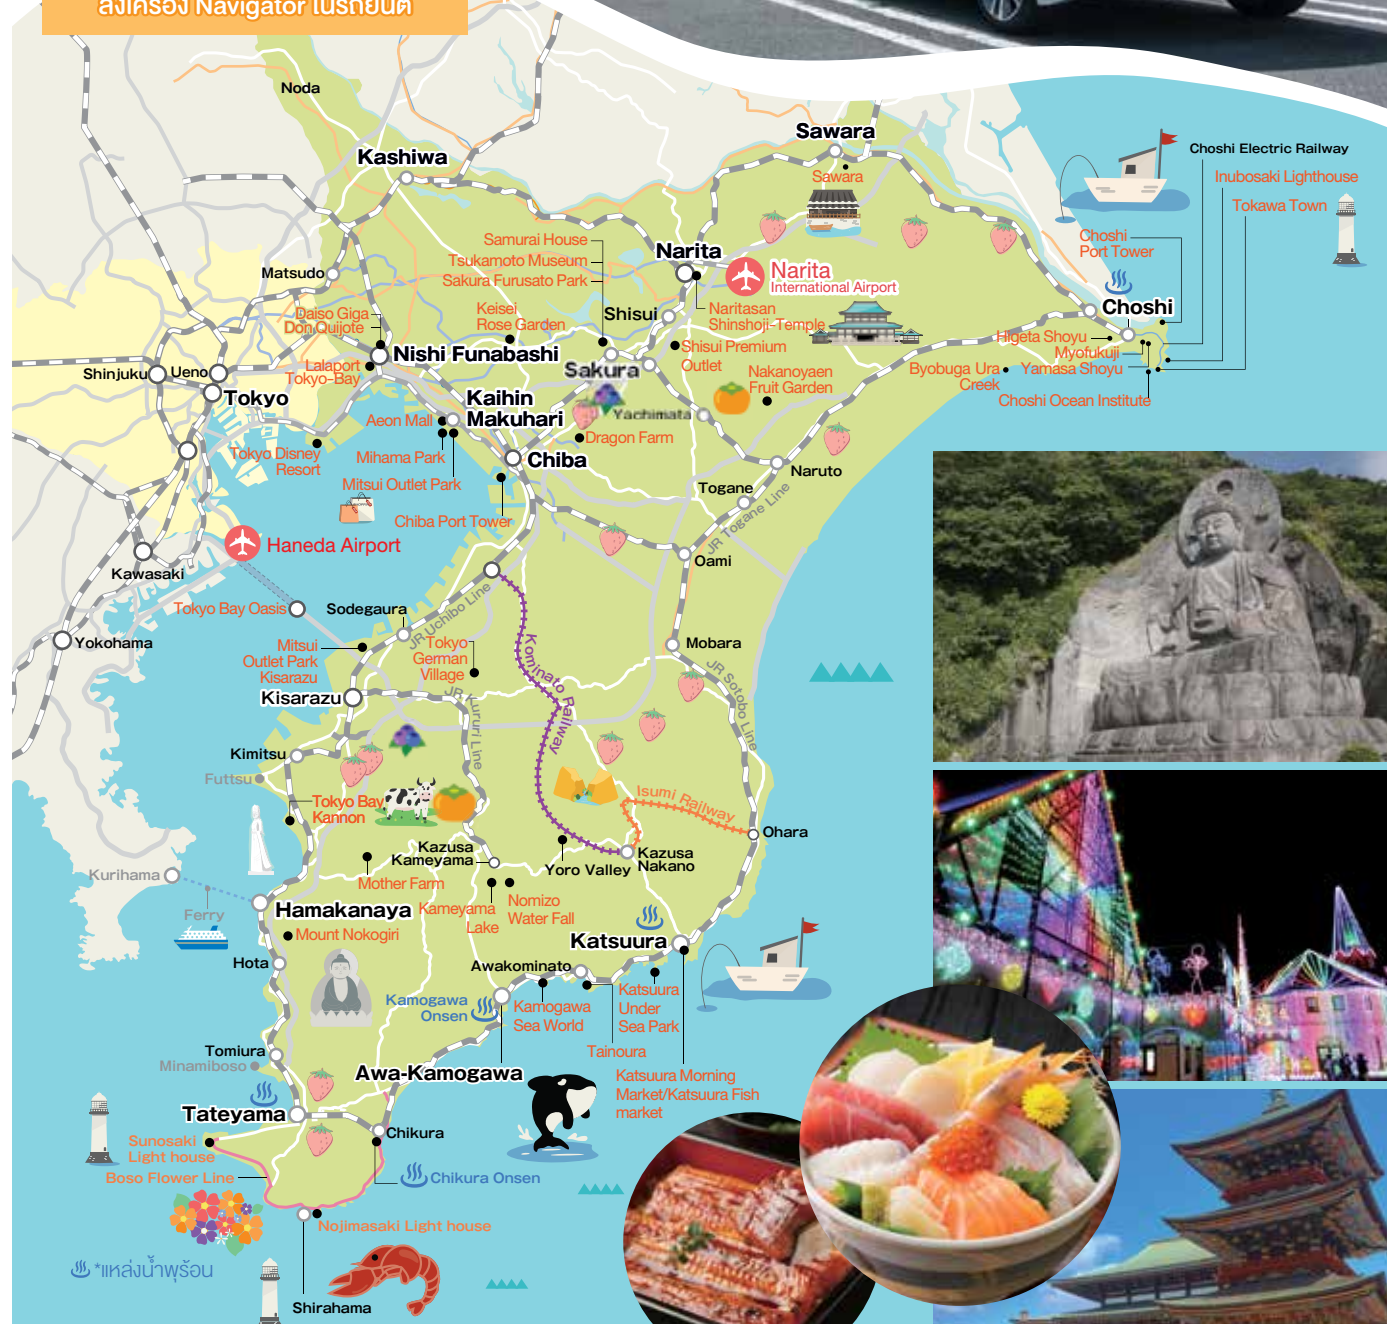 ลงเครื่อง Navigator ในรถยนต์
Noda
Kashiwa
Sawara
Sawara
Choshi Electric Railway
Inubosaki Lighthouse
Tokawa Town
Choshi
Port Tower
Samurai House
Tsukamoto Museum
Sakura Furusato Park
Narita
Narita
International Airport
Matsudo
Daiso Giga
Don Quijote
Keisei
Rose Garden
Shisui
Naritasan
Shinshoji-Temple
Choshi
Higeta Shoyu
Myofukuji
Yamasa Shoyu
Byobuga Ura
Creek
Choshi Ocean Institute
Nishi Funabashi
Lalaport
Tokyo-Bay
Shisui Premium
Outlet
Sakura
Nakanoyaen
Fruit Garden
Shinjuku
Ueno
Tokyo
Kaihin
Makuhari
Yachimata
Aeon Mall
Dragon Farm
Tokyo Disney
Resort
Mihama Park
Chiba
Mitsui Outlet Park
Naruto
Togane
JR Togane Line
Chiba Port Tower
Haneda Airport
Oami
Kawasaki
Tokyo Bay Oasis
Sodegaura
JR Uchibo Line
Yokohama
Mitsui
Outlet Park
Kisarazu
Tokyo
German
Village
Kominato Railway
Mobara
JR Sotobo Line
Kisarazu
JR Kururi Line
Kimitsu
Futtsu
Tokyo Bay
Kannon
Isumi Railway
Ohara
Kazusa
Kameyama
Yoro Valley
Kazusa
Nakano
Kurihama
Mother Farm
Kameyama
Lake
Nomizo
Water Fall
Ferry
Hamakanaya
Mount Nokogiri
Katsuura
Hota
Awakominato
Kamogawa
Onsen
Kamogawa
Sea World
Katsuura
Under
Sea Park
Tainoura
Tomiura
Minamiboso
Awa-Kamogawa
Katsuura Morning
Market/Katsuura Fish
market
Tateyama
Chikura
Sunosaki
Light house
Boso Flower Line
Chikura Onsen
Nojimasaki Light house
*แหล่งน้ำพุร้อน
Shirahama